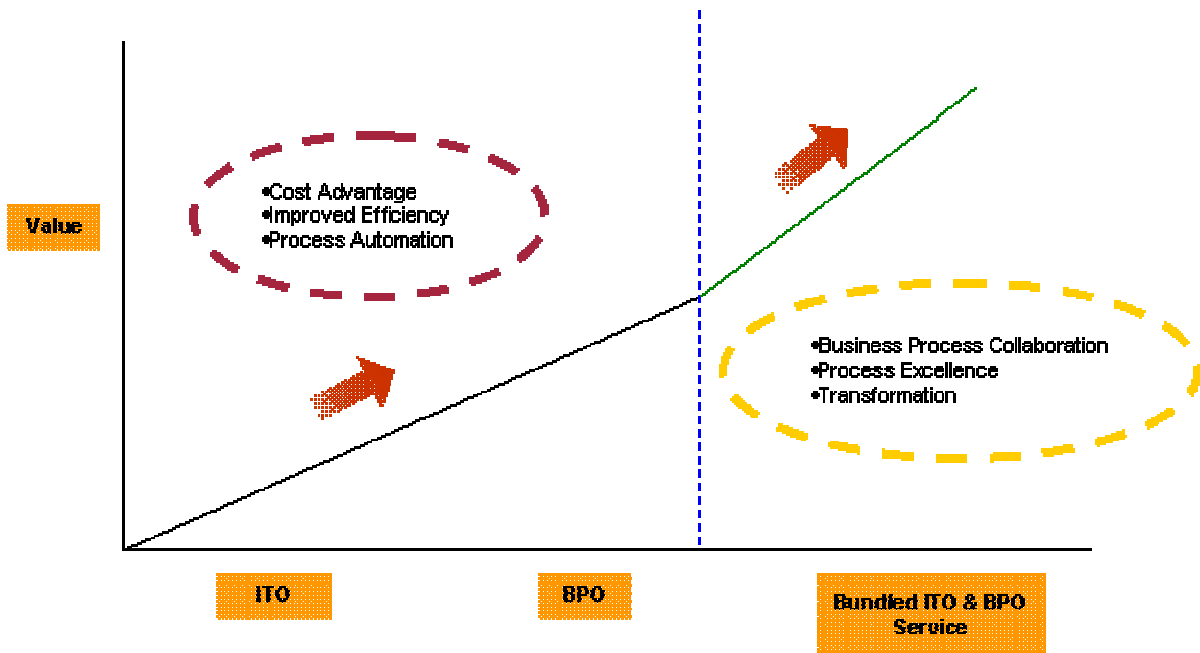 •Cost Advantage
•Improved Efficiency
•Process Automation
Value
•Business Process Collaboration
•Process Excellence
•Transformation
ITO
BPO
Bundled ITO & BPO
Service